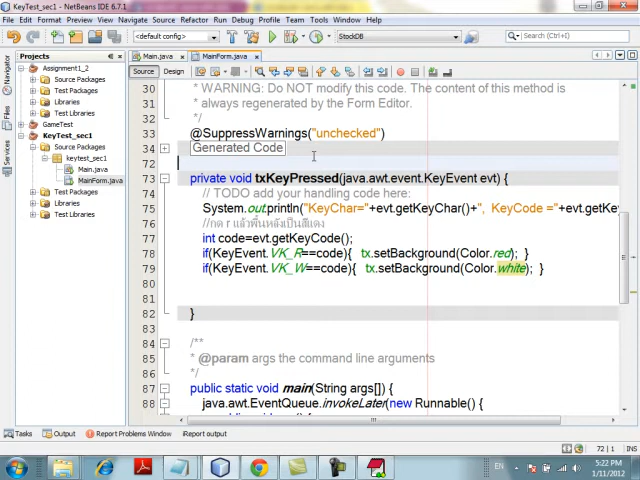 KeyTest_sec1 - NetBeans IDE 6.7.1
File Edit View Navigate Source Refactor Run Debug Profile Team Tools Window Help
<default config>
StockDB
Search (Ctrl+I)
Projects
Main.java
MainForm.java
Source
Design
Navigator
Files
Services
Assignment1_2
Source Packages
Test Packages
Libraries
Test Libraries
GameTest
KeyTest_sec1
Source Packages
keytest_sec1
Main.java
MainForm.java
Test Packages
Libraries
Test Libraries
30 * WARNING: Do NOT modify this code. The content of this method is
31 * always regenerated by the Form Editor.
32 */
33 @SuppressWarnings("unchecked")
34 Generated Code
72
73 private void txKeyPressed(java.awt.event.KeyEvent evt) {
74 // TODO add your handling code here:
75 System.out.println("KeyChar="+evt.getKeyChar()+", KeyCode ="+evt.getKe
76 //กด r แล้วพื้นหลังเป็นสีแดง
77 int code=evt.getKeyCode();
78 if(KeyEvent.VK_R==code){ tx.setBackground(Color.red); }
79 if(KeyEvent.VK_W==code){ tx.setBackground(Color.white); }
80
81
82 }
83
84 /**
85 * @param args the command line arguments
86 */
87 public static void main(String args[]) {
88 java.awt.EventQueue.invokeLater(new Runnable() {
Tasks
Output
Report Problems Window
iReport output
72 | 1
INS
EN
5:22 PM
1/11/2012